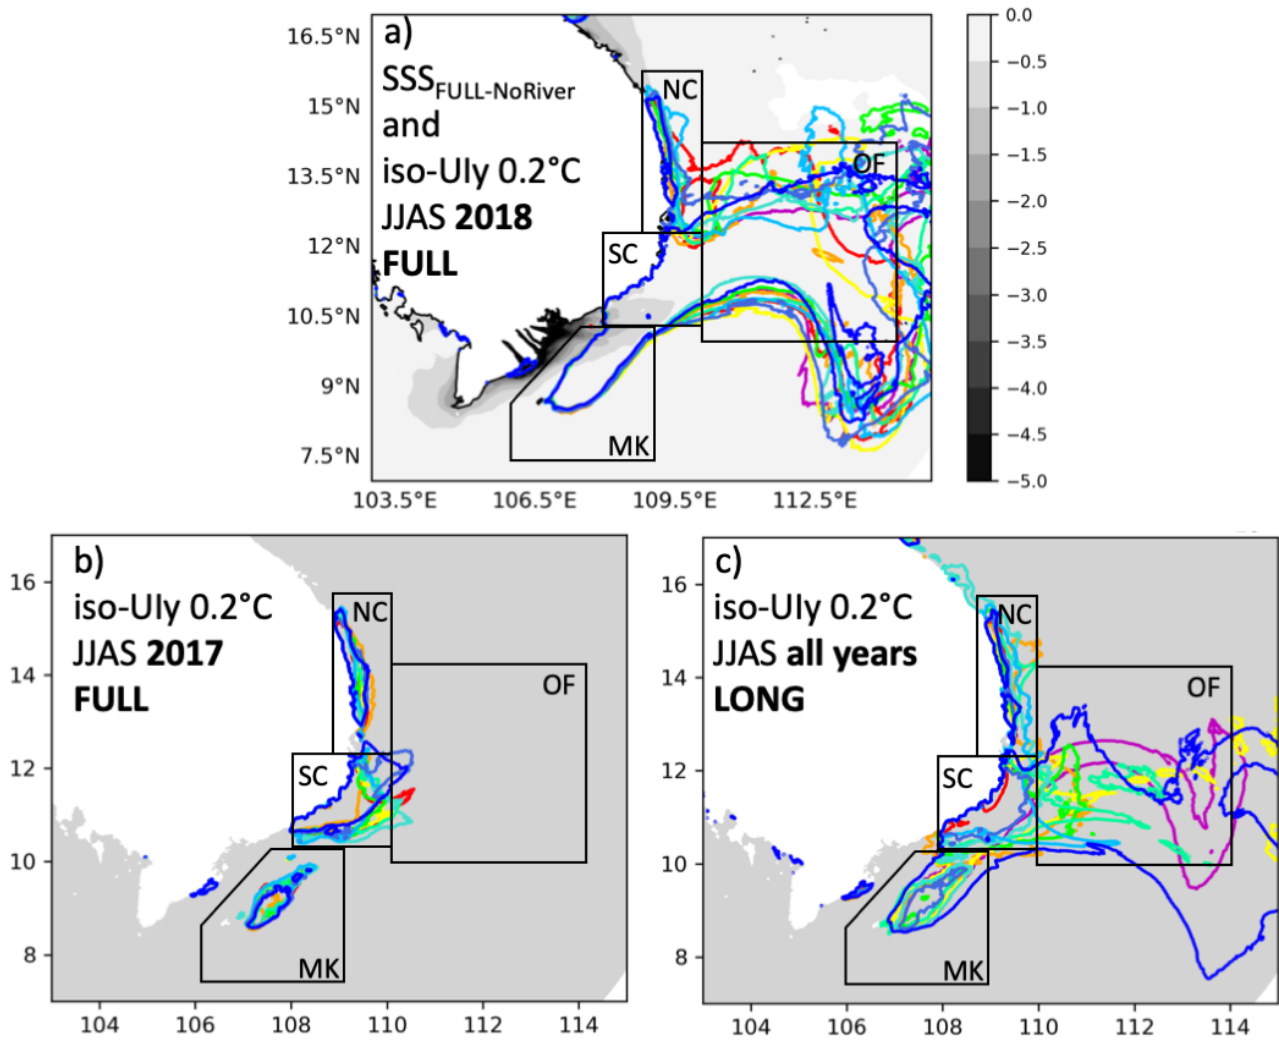 a)
SSSFULL-NoRiver
and
iso-UIy 0.2°C
JJAS 2018
FULL
NC
OF
SC
MK
16.5°N
15°N
13.5°N
12°N
10.5°N
9°N
7.5°N
103.5°E 106.5°E 109.5°E 112.5°E
0.0
−0.5
−1.0
−1.5
−2.0
−2.5
−3.0
−3.5
−4.0
−4.5
−5.0
b)
iso-UIy 0.2°C
JJAS 2017
FULL
NC
OF
SC
MK
16
14
12
10
8
104 106 108 110 112 114
c)
iso-UIy 0.2°C
JJAS all years
LONG
NC
OF
SC
MK
16
14
12
10
8
104 106 108 110 112 114